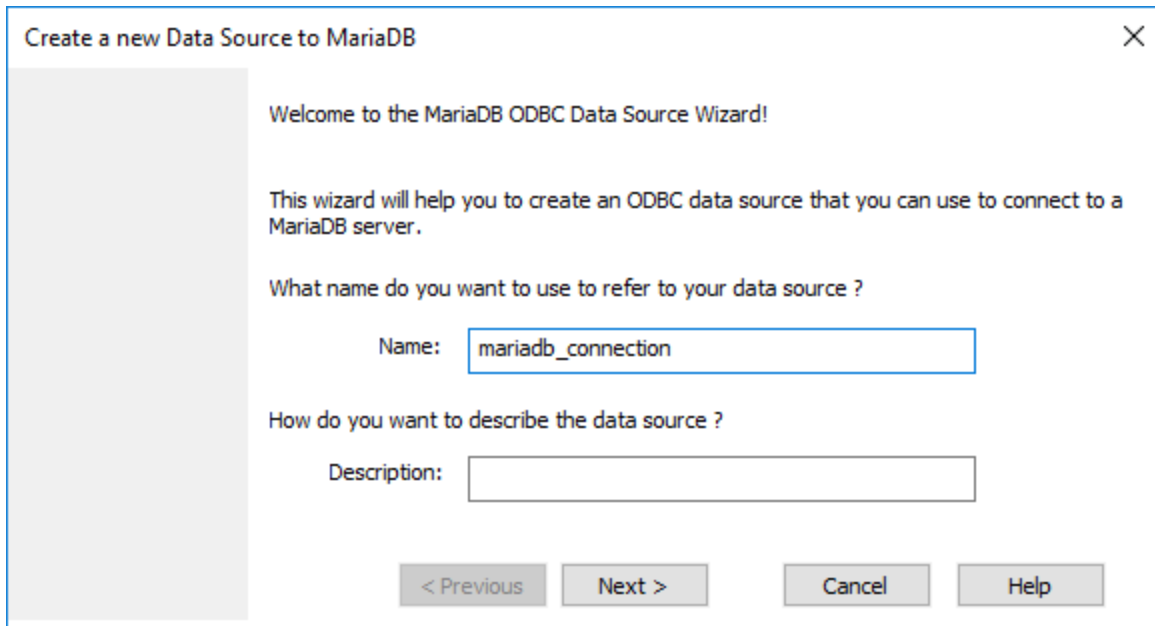 Create a new Data Source to MariaDB
Welcome to the MariaDB ODBC Data Source Wizard!
This wizard will help you to create an ODBC data source that you can use to connect to a
MariaDB server.
What name do you want to use to refer to your data source ?
Name: mariadb_connection
How do you want to describe the data source ?
Description:
< Previous Next > Cancel Help